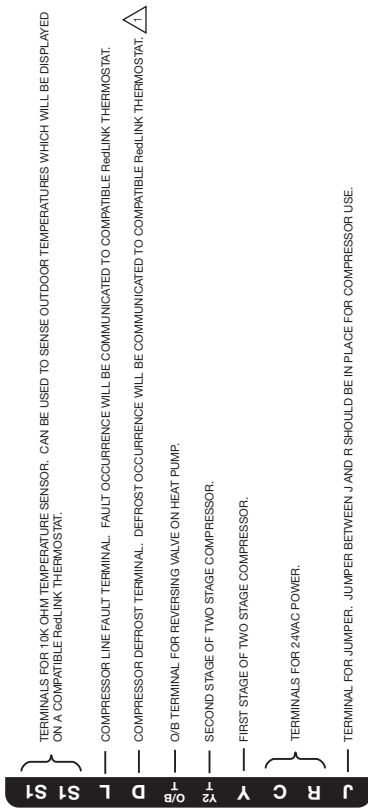 S1
S1
TERMINALS FOR 10K OHM TEMPERATURE SENSOR. CAN BE USED TO SENSE OUTDOOR TEMPERATURES WHICH WILL BE DISPLAYED
ON A COMPATIBLE RedLINK THERMOSTAT.
L
COMPRESSOR LINE FAULT TERMINAL. FAULT OCCURRENCE WILL BE COMMUNICATED TO COMPATIBLE RedLINK THERMOSTAT.
D
COMPRESSOR DEFROST TERMINAL. DEFROST OCCURRENCE WILL BE COMMUNICATED TO COMPATIBLE RedLINK THERMOSTAT. 1
O/B
T
O/B TERMINAL FOR REVERSING VALVE ON HEAT PUMP.
Y2
T
SECOND STAGE OF TWO STAGE COMPRESSOR.
Y
FIRST STAGE OF TWO STAGE COMPRESSOR.
C
R
TERMINALS FOR 24VAC POWER.
J
TERMINAL FOR JUMPER. JUMPER BETWEEN J AND R SHOULD BE IN PLACE FOR COMPRESSOR USE.